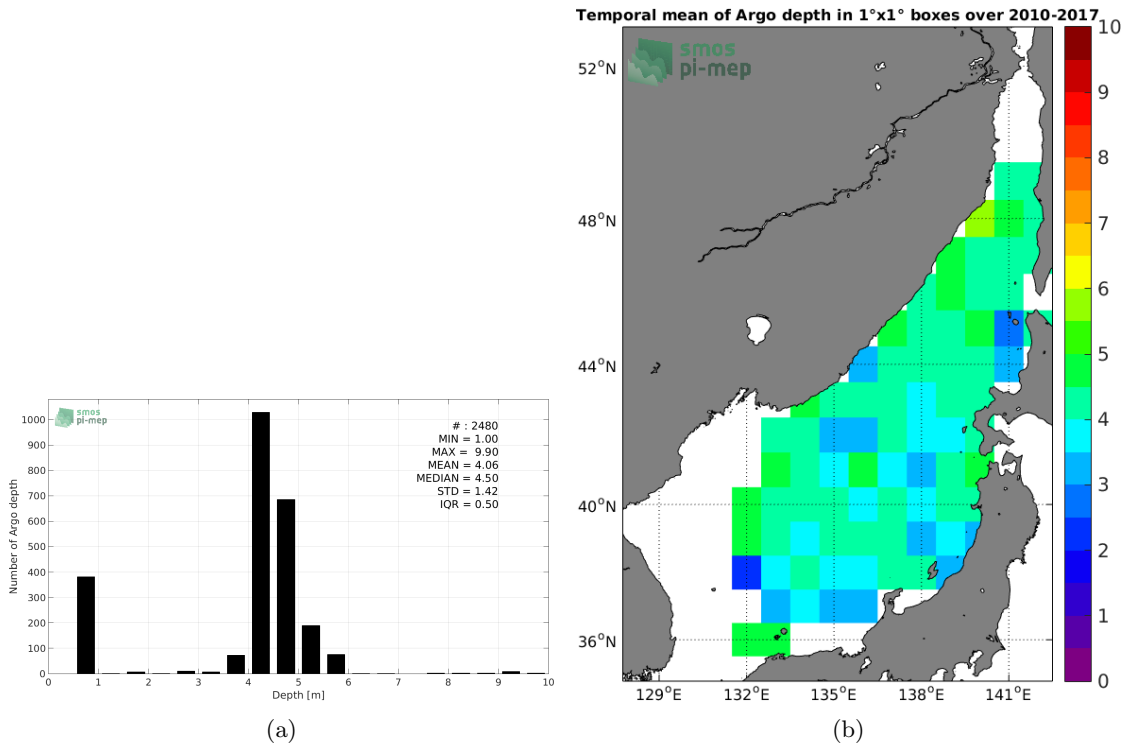 Temporal mean of Argo depth in 1°x1° boxes over 2010-2017
smos
pi-mep
52°N
48°N
44°N
40°N
36°N
129°E
132°E
135°E
138°E
141°E
10
9
8
7
6
5
4
3
2
1
0
(b)
smos
pi-mep
# : 2480
MIN = 1.00
MAX = 9.90
MEAN = 4.06
MEDIAN = 4.50
STD = 1.42
IQR = 0.50
Number of Argo depth
1000
900
800
700
600
500
400
300
200
100
0
0 1 2 3 4 5 6 7 8 9 10
Depth [m]
(a)